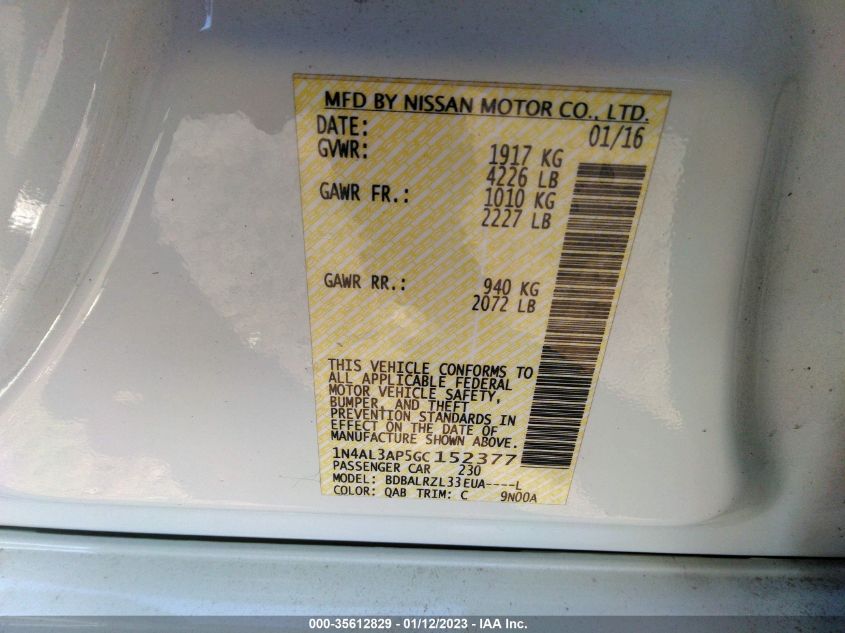 MFD BY NISSAN MOTOR CO., LTD.
DATE: 01/16
GVWR: 1917 KG
4226 LB
GAWR FR.: 1010 KG
2227 LB
GAWR RR.: 940 KG
2072 LB
THIS VEHICLE CONFORMS TO
ALL APPLICABLE FEDERAL
MOTOR VEHICLE SAFETY,
BUMPER, AND THEFT
PREVENTION STANDARDS IN
EFFECT ON THE DATE OF
MANUFACTURE SHOWN ABOVE.
1N4AL3AP5GC152377
PASSENGER CAR 230
MODEL: BDBALRZL33EUA----L
COLOR: QAB TRIM: C 9N00A
000-35612829 - 01/12/2023 - IAA Inc.